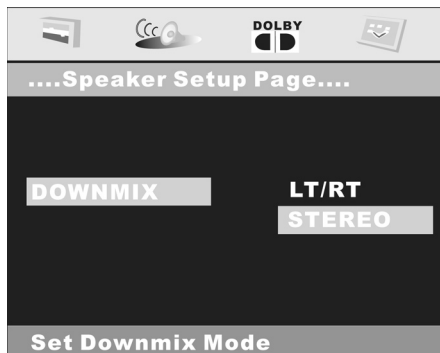 DOLBY
....Speaker Setup Page....
DOWNMIX
LT/RT
STEREO
Set Downmix Mode